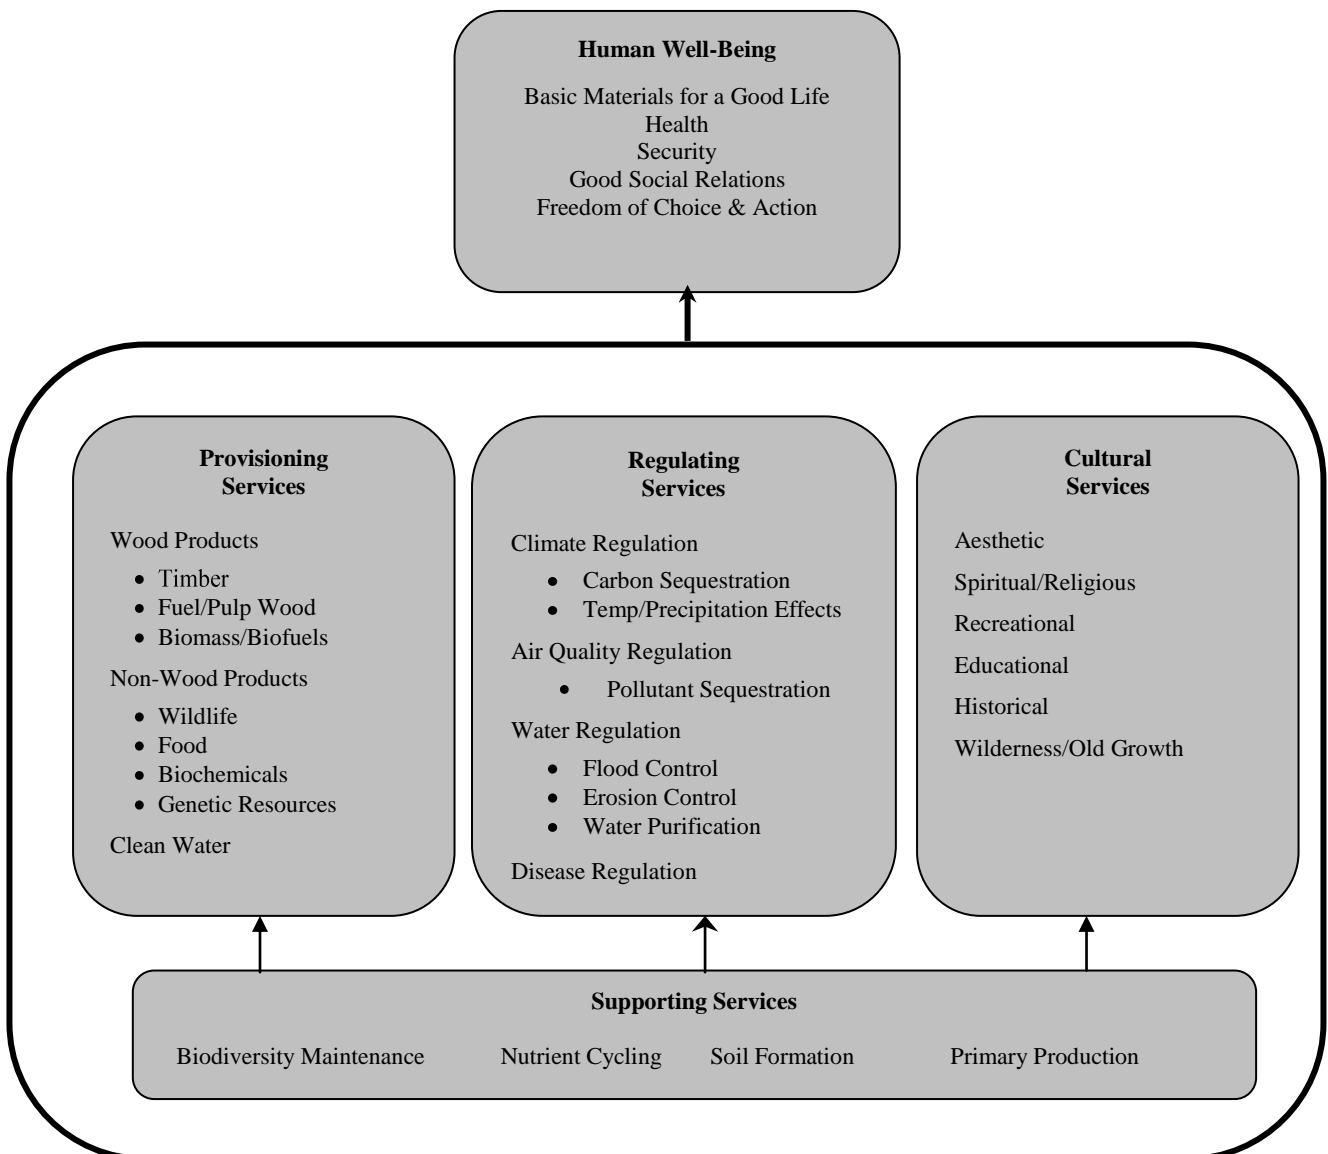 Human Well-Being
Basic Materials for a Good Life
Health
Security
Good Social Relations
Freedom of Choice & Action
Provisioning
Services
Wood Products
• Timber
• Fuel/Pulp Wood
• Biomass/Biofuels
Non-Wood Products
• Wildlife
• Food
• Biochemicals
• Genetic Resources
Clean Water
Regulating
Services
Climate Regulation
• Carbon Sequestration
• Temp/Precipitation Effects
Air Quality Regulation
• Pollutant Sequestration
Water Regulation
• Flood Control
• Erosion Control
• Water Purification
Disease Regulation
Cultural
Services
Aesthetic
Spiritual/Religious
Recreational
Educational
Historical
Wilderness/Old Growth
Supporting Services
Biodiversity Maintenance Nutrient Cycling Soil Formation Primary Production